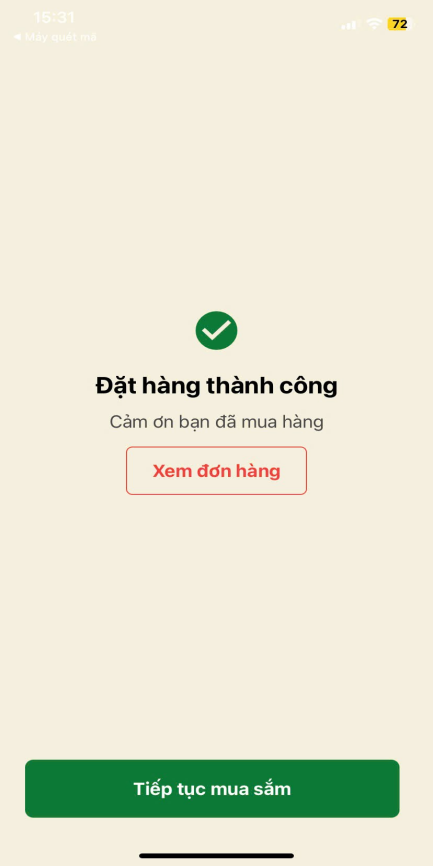 15:31
72
◀ Máy quét mã
Đặt hàng thành công
Cảm ơn bạn đã mua hàng
Xem đơn hàng
Tiếp tục mua sắm